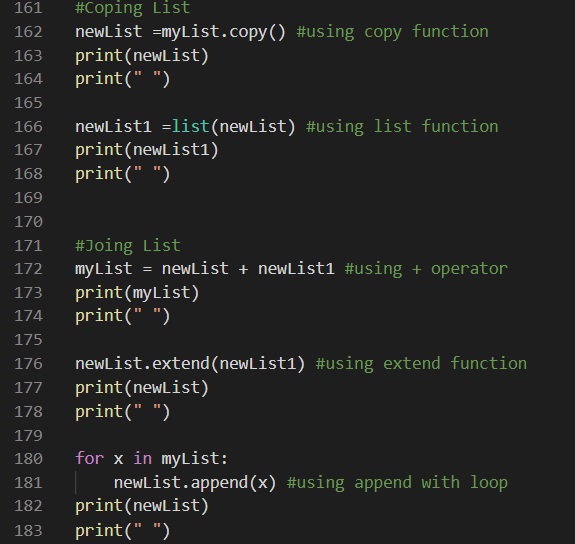 161 #Coping List
162 newList =myList.copy() #using copy function
163 print(newList)
164 print(" ")
165
166 newList1 =list(newList) #using list function
167 print(newList1)
168 print(" ")
169
170
171 #Joing List
172 myList = newList + newList1 #using + operator
173 print(myList)
174 print(" ")
175
176 newList.extend(newList1) #using extend function
177 print(newList)
178 print(" ")
179
180 for x in myList:
181     newList.append(x) #using append with loop
182 print(newList)
183 print(" ")